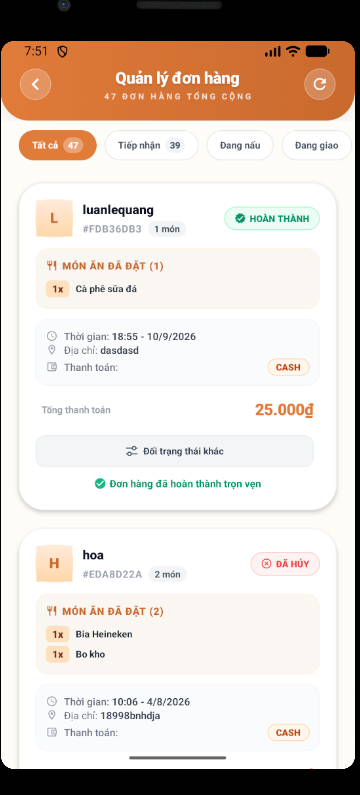 7:51
Quản lý đơn hàng
47 ĐƠN HÀNG TỔNG CỘNG
Tất cả 47 Tiếp nhận 39 Đang nấu Đang giao
L
luanlequang
#FDB36DB3 1 món
HOÀN THÀNH
MÓN ĂN ĐÃ ĐẶT (1)
1x Cà phê sữa đá
Thời gian: 18:55 - 10/9/2026
Địa chỉ: dasdasd
Thanh toán: CASH
Tổng thanh toán 25.000₫
Đổi trạng thái khác
Đơn hàng đã hoàn thành trọn vẹn
H
hoa
#EDA8D22A 2 món
ĐÃ HỦY
MÓN ĂN ĐÃ ĐẶT (2)
1x Bia Heineken
1x Bo kho
Thời gian: 10:06 - 4/8/2026
Địa chỉ: 18998bnhdja
Thanh toán: CASH